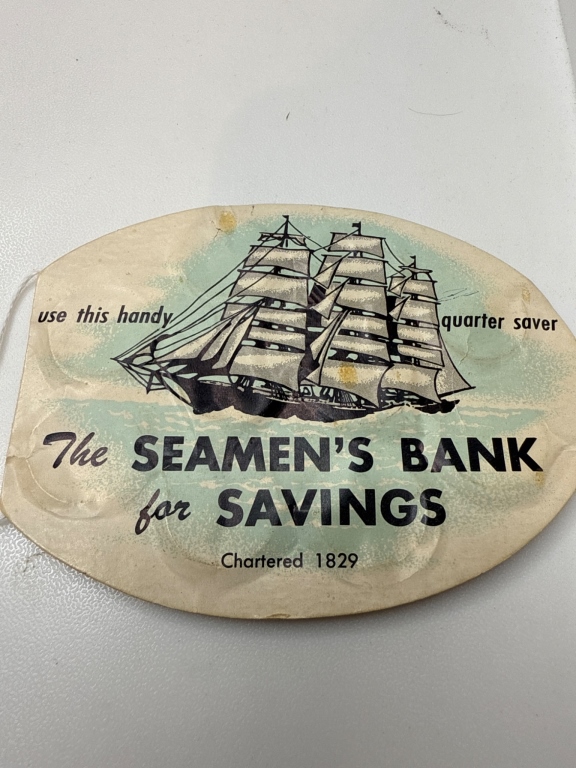 use this handy quarter saver
The SEAMEN'S BANK
for SAVINGS
Chartered 1829